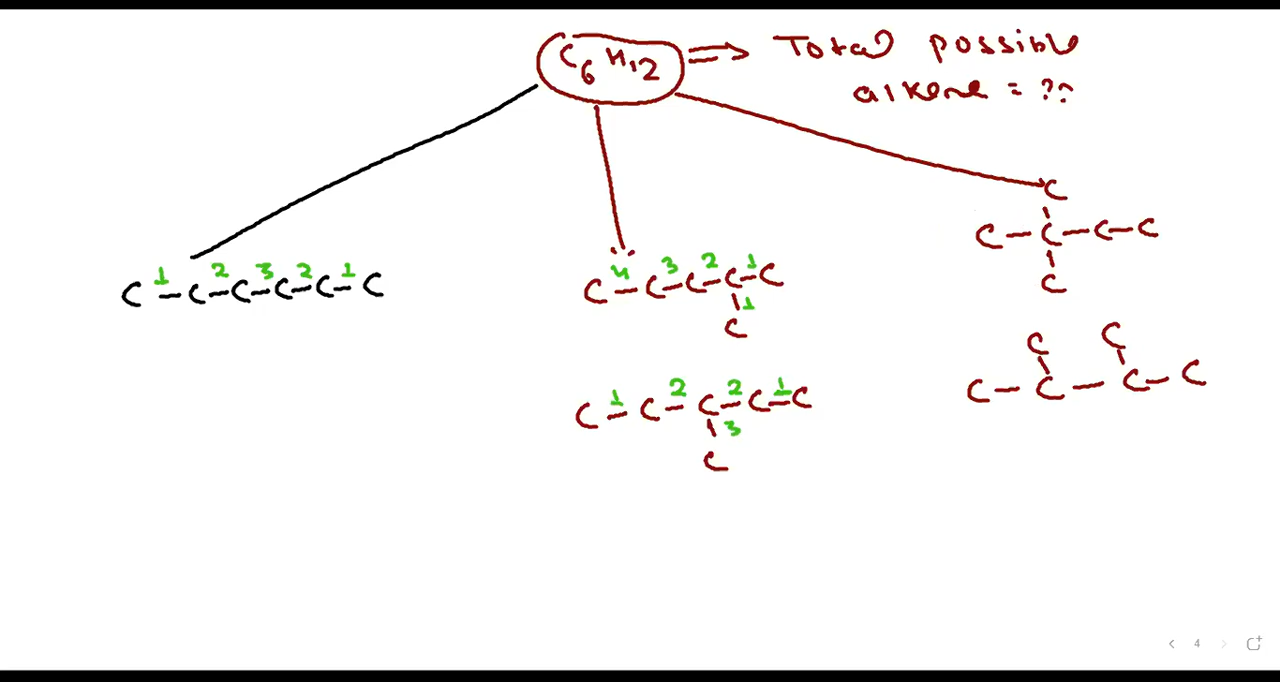 C6H12 ⇒ Total possible
alkene = ??
C
C - C - C - C
C
1 2 3 2 1
C - C - C - C - C - C
4 3 2 1
C - C - C - C - C
1
C
C C
C - C - C - C
1 2 2 1
C - C - C - C - C
3
C
4